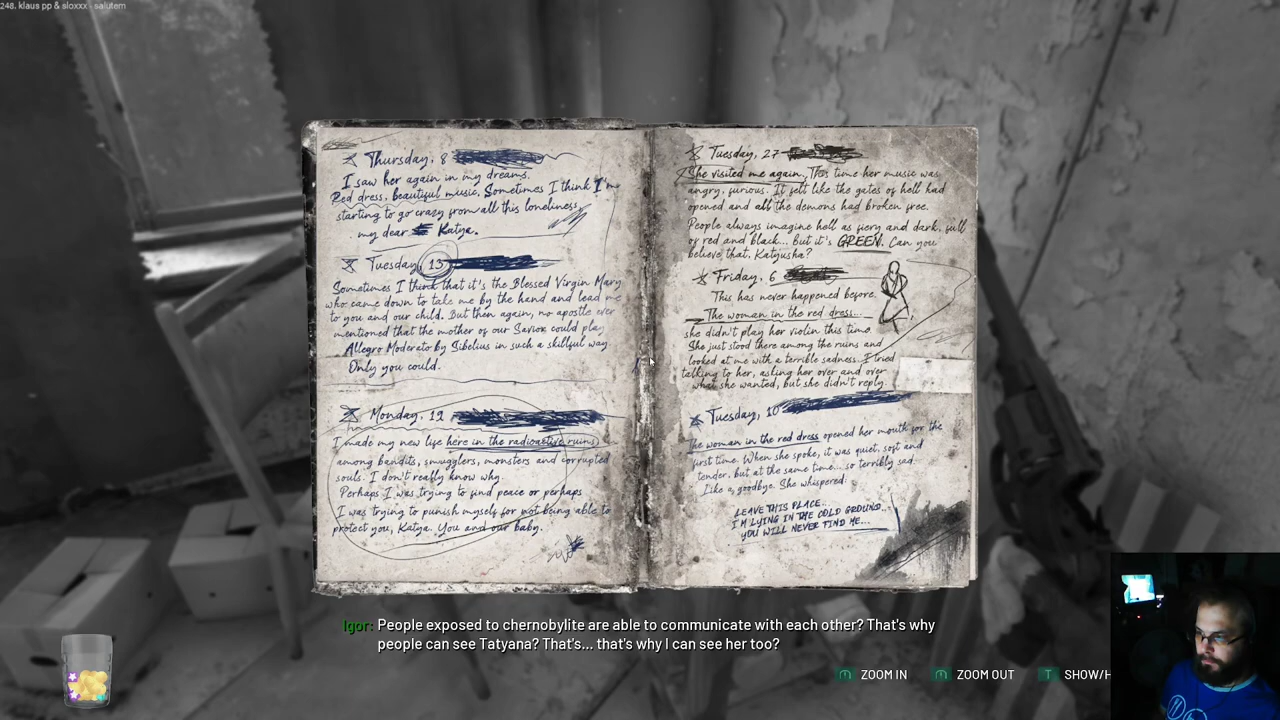 248. klaus pp & sloxxx - salutem
Thursday, 8
I saw her again in my dreams.
Red dress, beautiful music. Sometimes I think I'm
starting to go crazy from all this loneliness,
my dear Katya.
Tuesday 13
Sometimes I think that it's the Blessed Virgin Mary
who came down to take me by the hand and lead me
to you and our child. But then again, no apostle ever
mentioned that the mother of our Savior could play
Allegro Moderato by Sibelius in such a skillful way
Only you could.
Monday, 19
I made my new life here in the radioactive ruins,
among bandits, smugglers, monsters and corrupted
souls. I don't really know why.
Perhaps I was trying to find peace or perhaps
I was trying to punish myself for not being able to
protect you, Katya. You and our baby.
Tuesday, 27
She visited me again. This time her music was
angry, furious. It felt like the gates of hell had
opened and all the demons had broken free.
People always imagine hell as fiery and dark, full
of red and black... But it's GREEN. Can you
believe that, Katyusha?
Friday, 6
This has never happened before.
The woman in the red dress...
she didn't play her violin this time.
She just stood there among the ruins and
looked at me with a terrible sadness. I tried
talking to her, asking her over and over
what she wanted, but she didn't reply.
Tuesday, 10
The woman in the red dress opened her mouth for the
first time. When she spoke, it was quiet, soft and
tender, but at the same time... so terribly sad.
Like a goodbye. She whispered:
LEAVE THIS PLACE...
I'M LYING IN THE COLD GROUND...
YOU WILL NEVER FIND ME...
Igor: People exposed to chernobylite are able to communicate with each other? That's why
people can see Tatyana? That's... that's why I can see her too?
ZOOM IN ZOOM OUT T SHOW/H